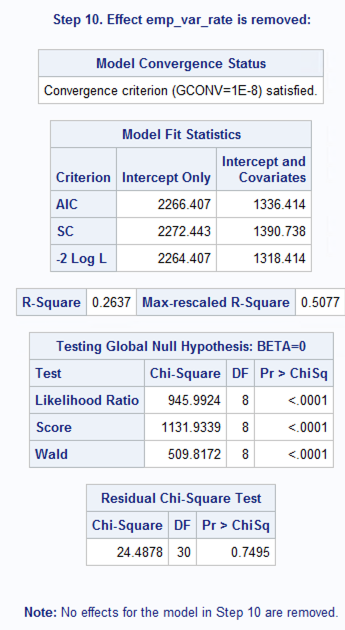 Step 10. Effect emp_var_rate is removed:
Model Convergence Status
Convergence criterion (GCONV=1E-8) satisfied.
Model Fit Statistics
Criterion Intercept Only Intercept and Covariates
AIC 2266.407 1336.414
SC 2272.443 1390.738
-2 Log L 2264.407 1318.414
R-Square 0.2637 Max-rescaled R-Square 0.5077
Testing Global Null Hypothesis: BETA=0
Test Chi-Square DF Pr > ChiSq
Likelihood Ratio 945.9924 8 <.0001
Score 1131.9339 8 <.0001
Wald 509.8172 8 <.0001
Residual Chi-Square Test
Chi-Square DF Pr > ChiSq
24.4878 30 0.7495
Note: No effects for the model in Step 10 are removed.